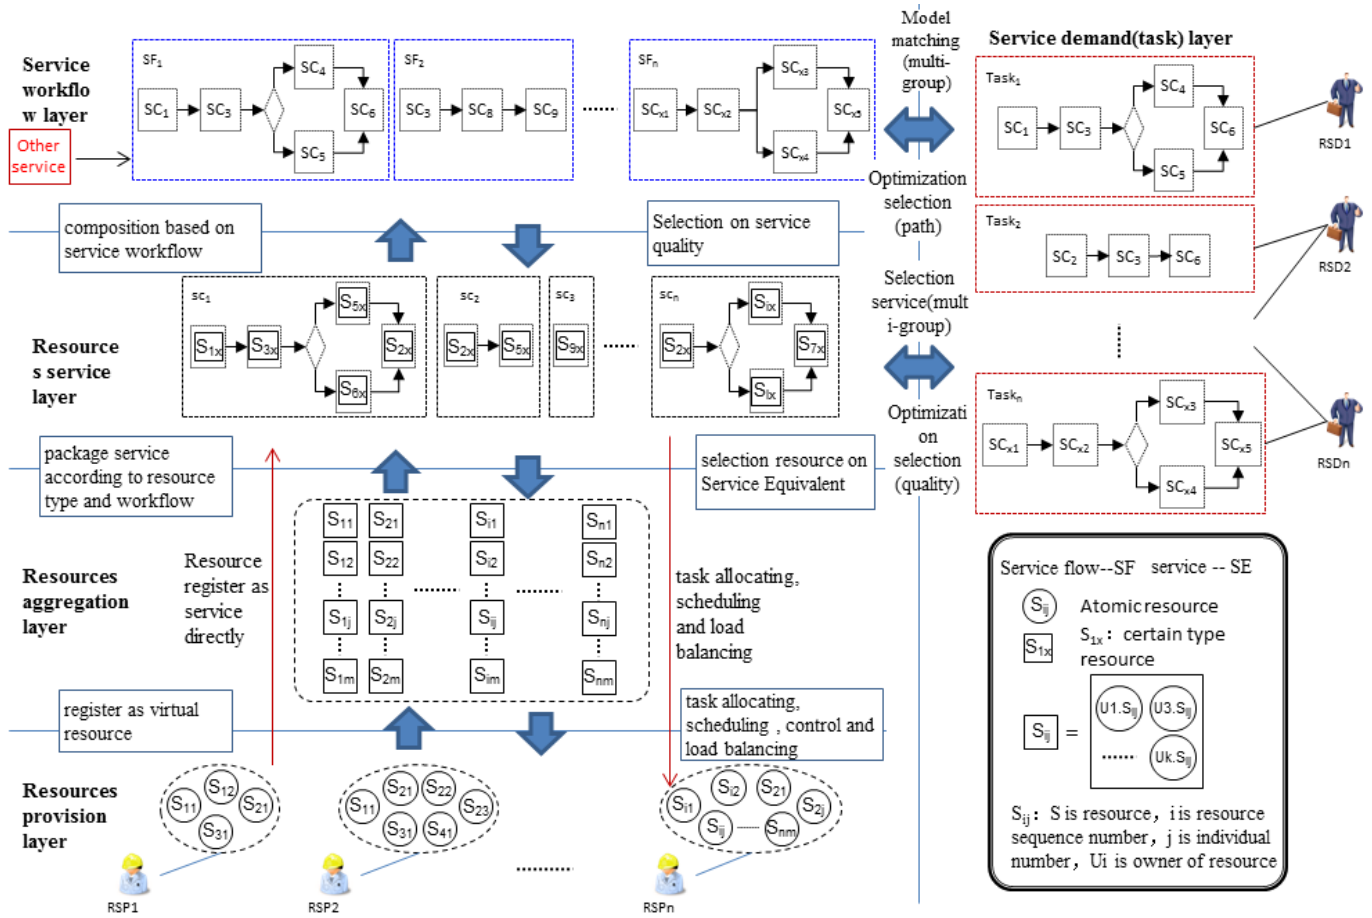 Service
workflo
w layer
Other
service
SF₁
SC₁
SC₃
SC₄
SC₅
SC₆
SF₂
SC₃
SC₈
SC₉
SFₙ
SCₓ₁
SCₓ₂
SCₓ₃
SCₓ₄
SCₓ₅
Model
matching
(multi-
group)
Optimization
selection
(path)
Selection
service(mult
i-group)
Optimizati
on
selection
(quality)
Service demand(task) layer
Task₁
SC₁
SC₃
SC₄
SC₅
SC₆
RSD1
Task₂
SC₂
SC₃
SC₆
RSD2
Taskₙ
SCₓ₁
SCₓ₂
SCₓ₃
SCₓ₄
SCₓ₅
RSDn
composition based on
service workflow
Selection on service
quality
Resource
s service
layer
sc₁
S₁ₓ
S₃ₓ
S₅ₓ
S₆ₓ
S₂ₓ
sc₂
S₂ₓ
S₅ₓ
sc₃
S₉ₓ
scₙ
S₂ₓ
Sᵢₓ
Sᵢₓ
S₇ₓ
package service
according to resource
type and workflow
selection resource on
Service Equivalent
Resources
aggregation
layer
Resource
register as
service
directly
S₁₁ S₂₁ Sᵢ₁ Sₙ₁
S₁₂ S₂₂ Sᵢ₂ Sₙ₂
S₁ⱼ S₂ⱼ Sᵢⱼ Sₙⱼ
S₁ₘ S₂ₘ Sᵢₘ Sₙₘ
task allocating,
scheduling
and load
balancing
register as virtual
resource
task allocating,
scheduling , control and
load balancing
Resources
provision
layer
S₁₁
S₁₂
S₂₁
S₃₁
RSP1
S₁₁
S₂₁
S₂₂
S₂₃
S₃₁
S₄₁
RSP2
Sᵢ₁
Sᵢ₂
S₂₁
S₂ⱼ
Sᵢⱼ
Sₙₘ
RSPn
Service flow--SF service -- SE
Sᵢⱼ Atomic resource
S₁ₓ S₁ₓ：certain type
resource
Sᵢⱼ =
U1.Sᵢⱼ U3.Sᵢⱼ
Uk.Sᵢⱼ
Sᵢⱼ：S is resource，i is resource
sequence number，j is individual
number，Ui is owner of resource